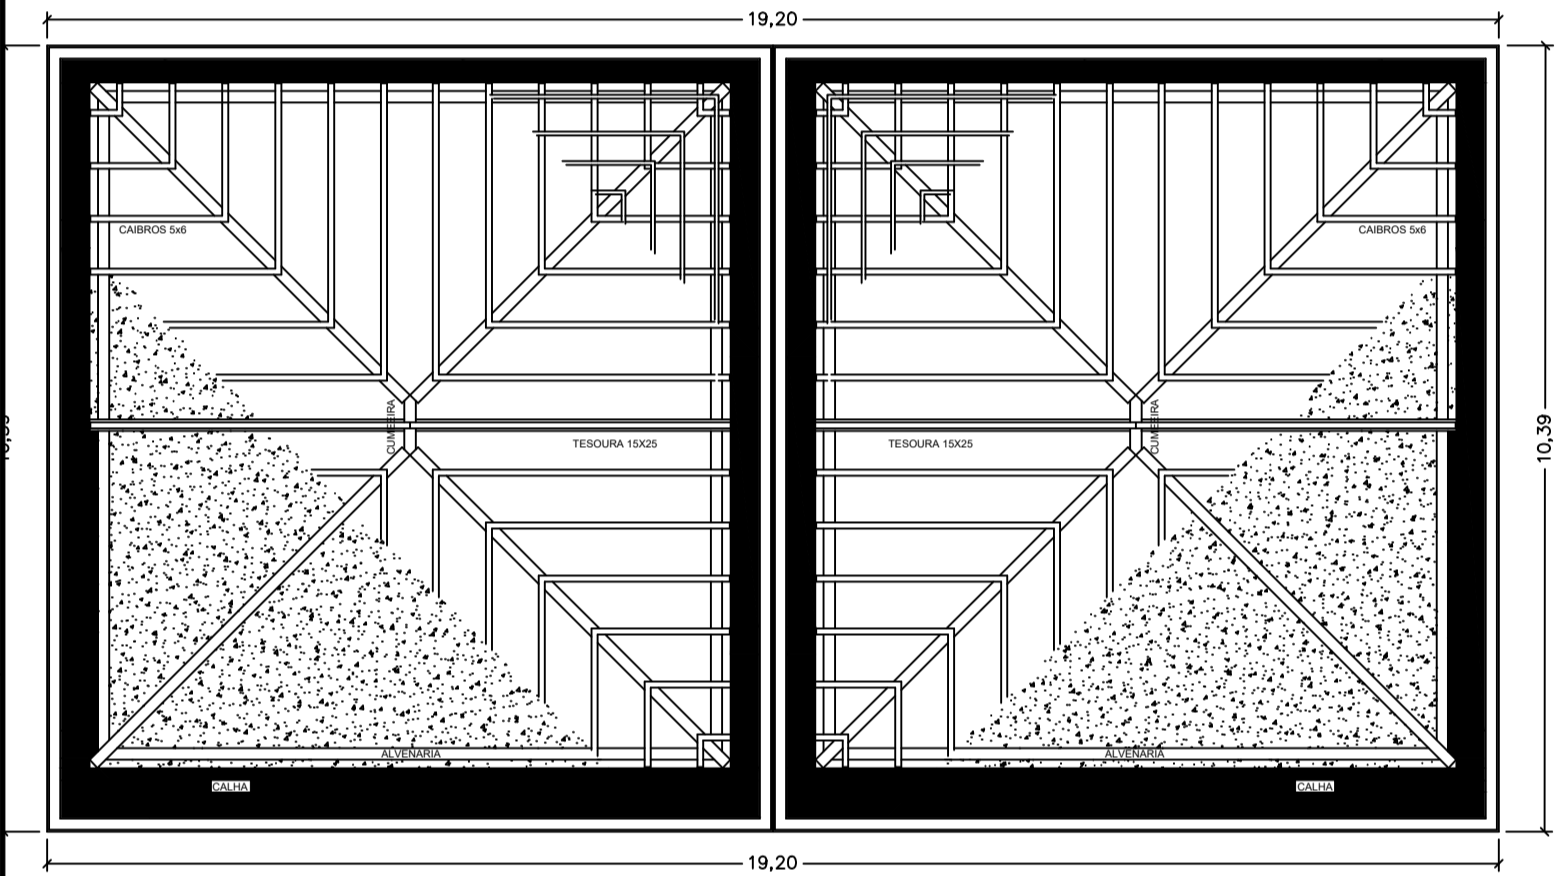 19,20
CAIBROS 5x6
CAIBROS 5x6
CUMEEIRA
CUMEEIRA
TESOURA 15X25
TESOURA 15X25
10,39
ALVENARIA
ALVENARIA
CALHA
CALHA
19,20